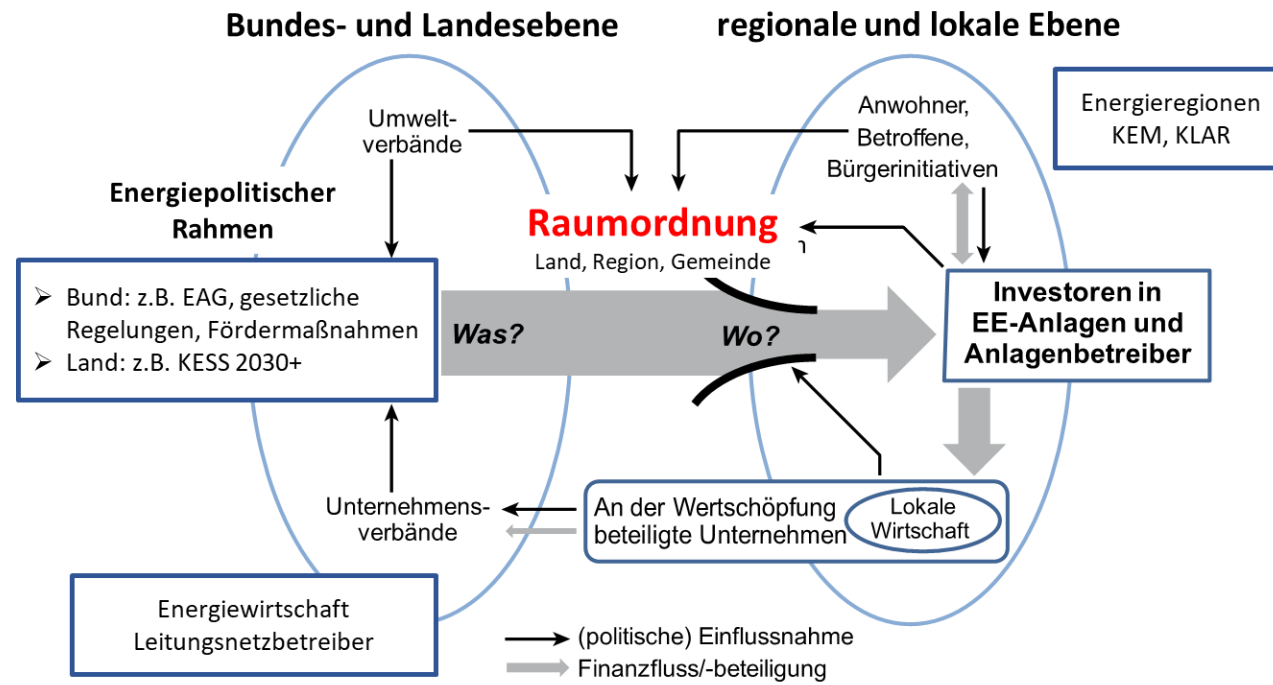 Bundes- und Landesebene
regionale und lokale Ebene
Umwelt-
verbände
Anwohner,
Betroffene,
Bürgerinitiativen
Energieregionen
KEM, KLAR
Energiepolitischer
Rahmen
Raumordnung
Land, Region, Gemeinde
➢ Bund: z.B. EAG, gesetzliche
Regelungen, Fördermaßnahmen
➢ Land: z.B. KESS 2030+
Was?
Wo?
Investoren in
EE-Anlagen und
Anlagenbetreiber
Unternehmens-
verbände
An der Wertschöpfung
beteiligte Unternehmen
Lokale
Wirtschaft
Energiewirtschaft
Leitungsnetzbetreiber
(politische) Einflussnahme
Finanzfluss/-beteiligung